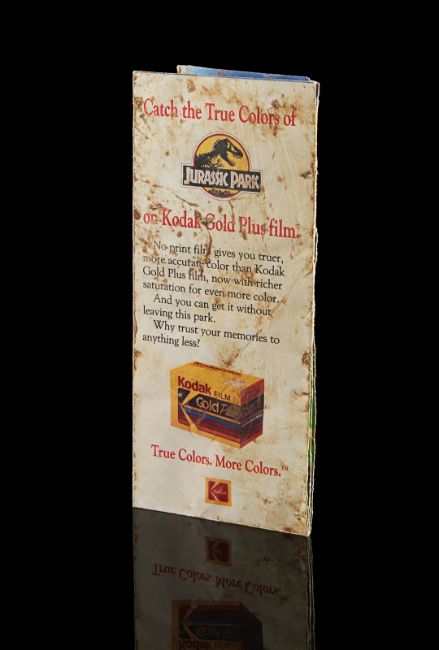 Catch the True Colors of
JURASSIC PARK
on Kodak Gold Plus film.
No print film gives you truer,
more accurate color than Kodak
Gold Plus film, now with richer
saturation for even more color.
And you can get it without
leaving this park.
Why trust your memories to
anything less?
Kodak FILM
Gold Plus
True Colors. More Colors.™